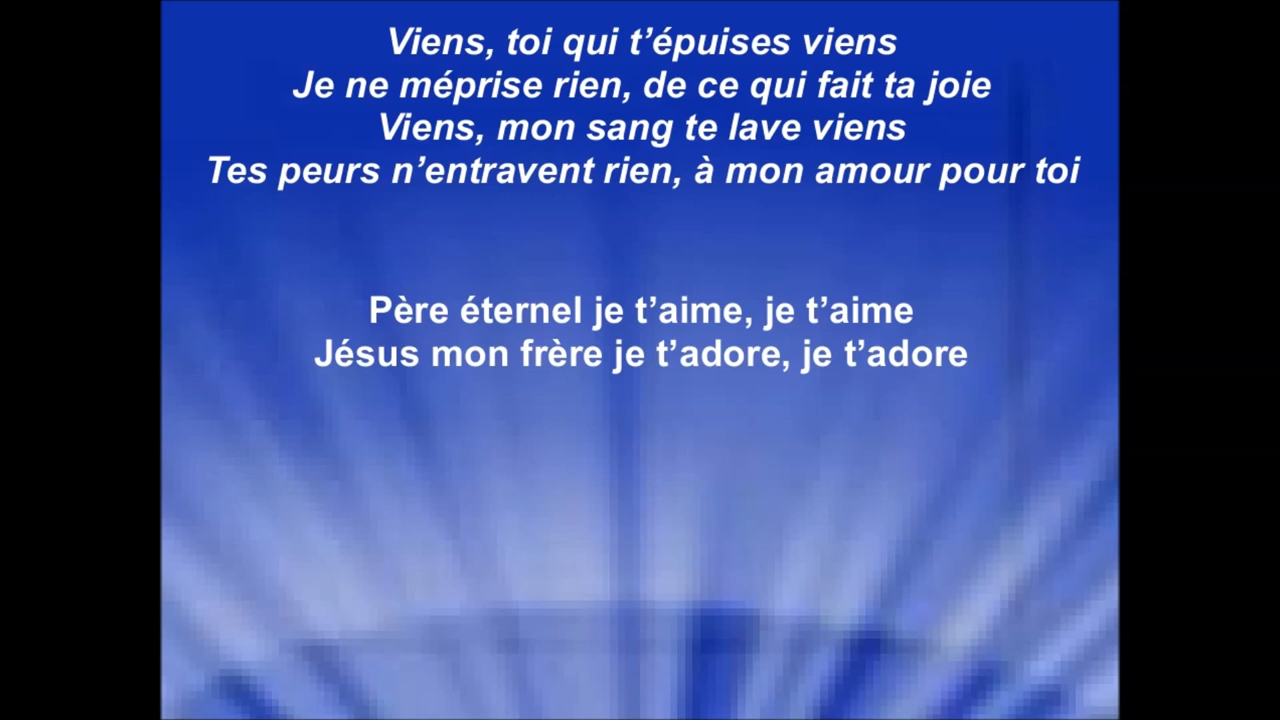 Viens, toi qui t’épuises viens
Je ne méprise rien, de ce qui fait ta joie
Viens, mon sang te lave viens
Tes peurs n’entravent rien, à mon amour pour toi
Père éternel je t’aime, je t’aime
Jésus mon frère je t’adore, je t’adore